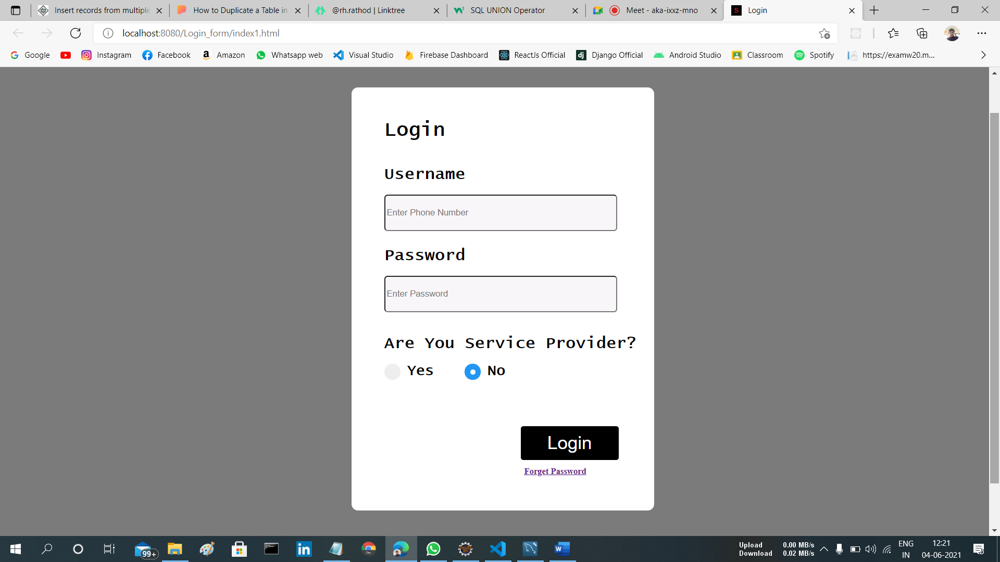 Insert records from multiple
How to Duplicate a Table in
@rh.rathod | Linktree
SQL UNION Operator
Meet - aka-ixxz-mno
Login
localhost:8080/Login_form/index1.html
Google
Instagram
Facebook
Amazon
Whatsapp web
Visual Studio
Firebase Dashboard
ReactJs Official
Django Official
Android Studio
Classroom
Spotify
https://examw20.m...
Login
Username
Enter Phone Number
Password
Enter Password
Are You Service Provider?
Yes No
Login
Forget Password
99+
Upload 0.00 MB/s
Download 0.02 MB/s
ENG
IN
12:21
04-06-2021